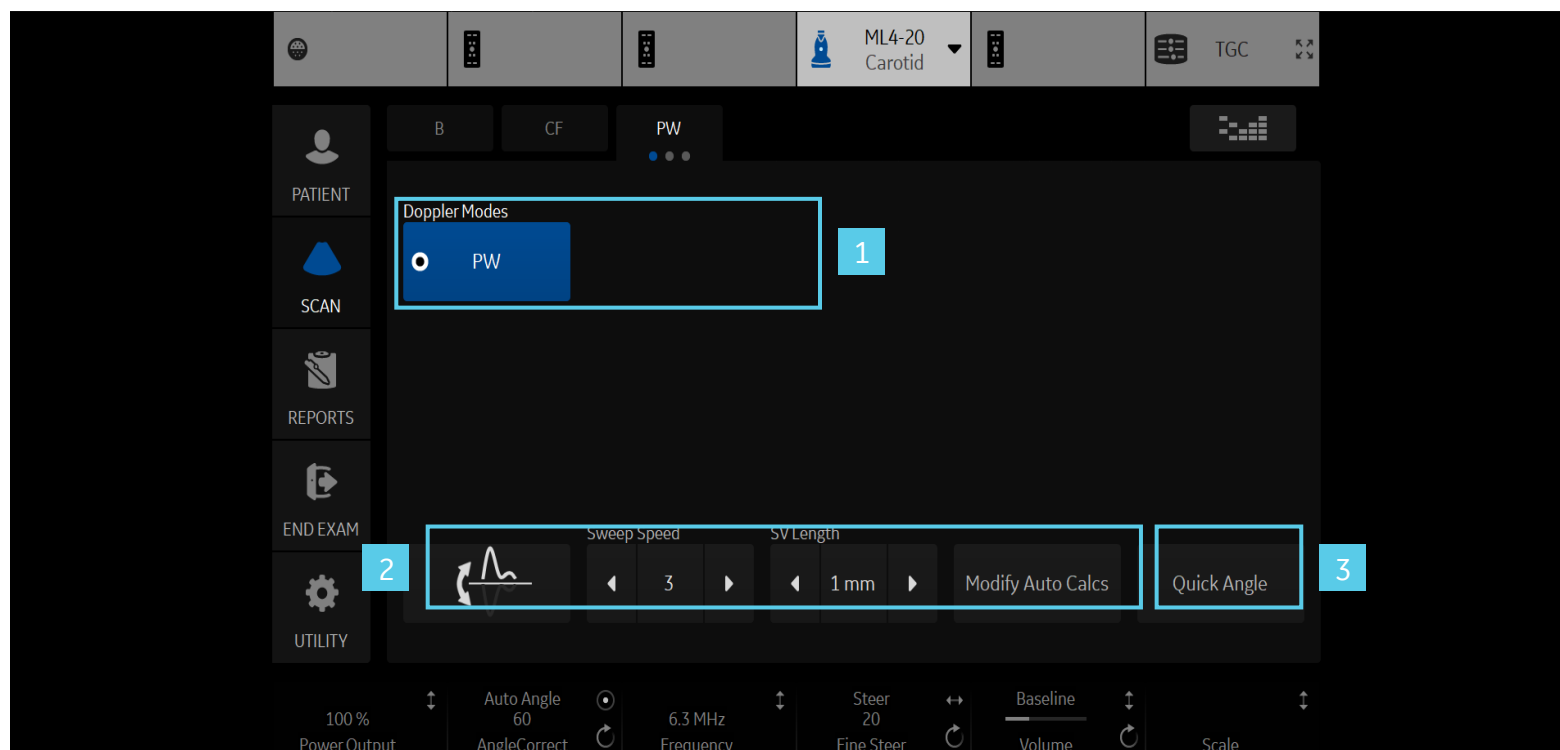 ML4-20
Carotid
TGC
B
CF
PW
PATIENT
SCAN
REPORTS
END EXAM
UTILITY
Doppler Modes
PW
1
2
Sweep Speed
3
SV Length
1 mm
Modify Auto Calcs
Quick Angle
3
100 %
Power Output
Auto Angle
60
AngleCorrect
6.3 MHz
Frequency
Steer
20
Fine Steer
Baseline
Volume
Scale